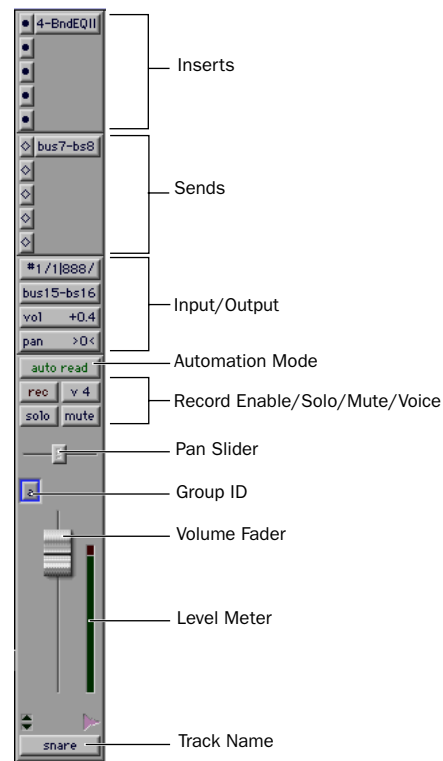 4-BndEQII
Inserts
bus7-bs8
Sends
#1/1|888/
bus15-bs16
Input/Output
vol +0.4
pan >0<
Automation Mode
auto read
rec v 4
Record Enable/Solo/Mute/Voice
solo mute
Pan Slider
a
Group ID
Volume Fader
Level Meter
Track Name
snare